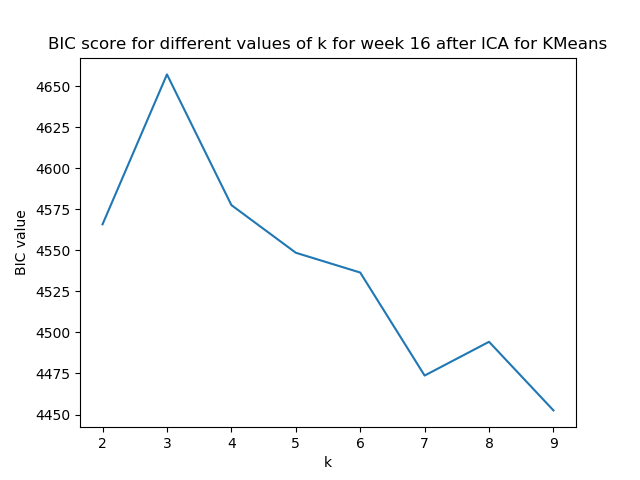 BIC score for different values of k for week 16 after ICA for KMeans
BIC value
4650
4625
4600
4575
4550
4525
4500
4475
4450
2 3 4 5 6 7 8 9
k